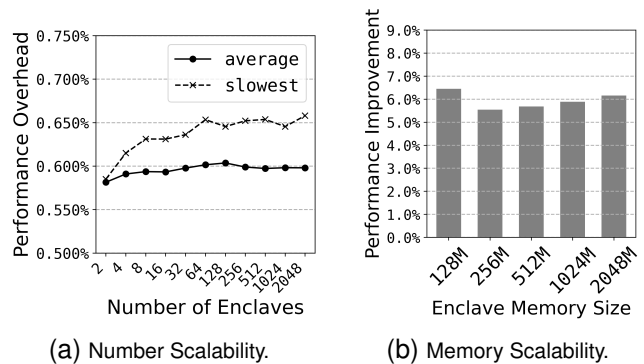 Performance Overhead
0.750%
0.700%
0.650%
0.600%
0.550%
0.500%
average
slowest
2
4
8
16
32
64
128
256
512
1024
2048
Number of Enclaves
(a) Number Scalability.
Performance Improvement
9.0%
8.0%
7.0%
6.0%
5.0%
4.0%
3.0%
2.0%
1.0%
0.0%
128M
256M
512M
1024M
2048M
Enclave Memory Size
(b) Memory Scalability.